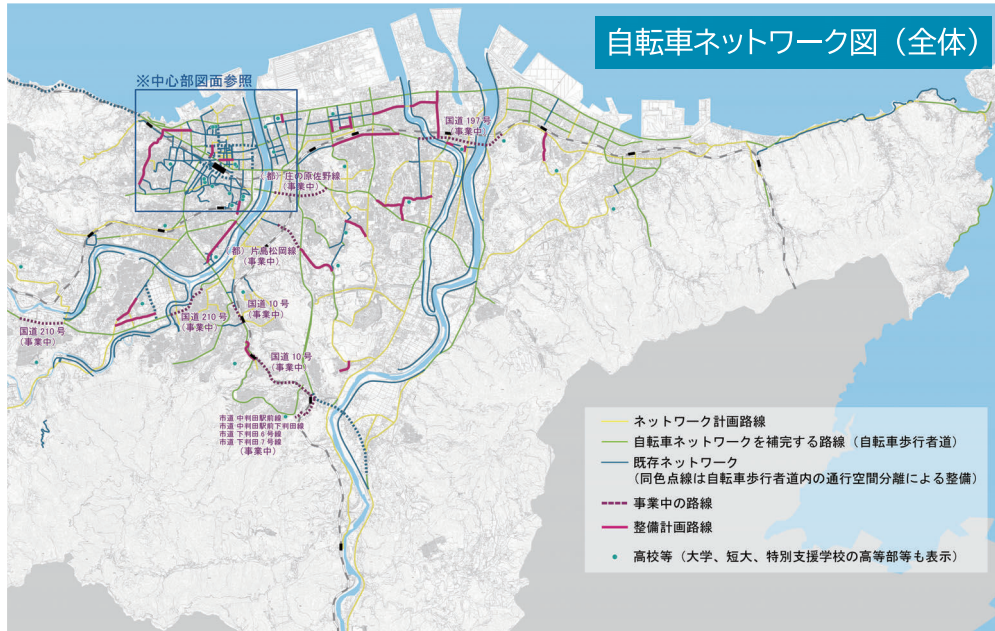 自転車ネットワーク図（全体）
※中心部図面参照
国道 197 号
（事業中）
都）庄の原佐野線
（事業中）
（都）片島松岡線
（事業中）
国道 10 号
（事業中）
国道 210 号
（事業中）
国道 210 号
（事業中）
国道 10 号
（事業中
市道 中判田駅前線
市道 中判田駅前下判田線
市道 下判田６号線
市道 下判田７号線
（事業中）
ネットワーク計画路線
自転車ネットワークを補完する路線（自転車歩行者道）
既存ネットワーク
（同色点線は自転車歩行者道内の通行空間分離による整備）
事業中の路線
整備計画路線
高校等（大学、短大、特別支援学校の高等部等も表示）